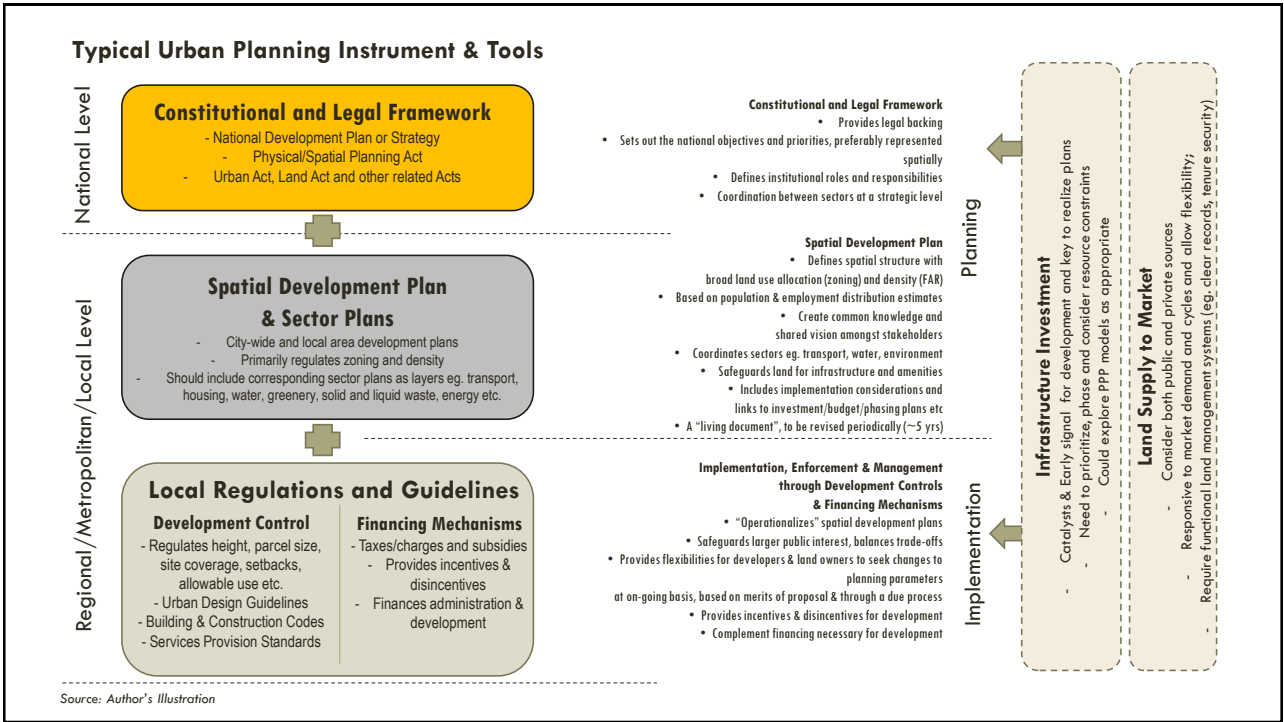 Typical Urban Planning Instrument & Tools
National Level
Constitutional and Legal Framework
- National Development Plan or Strategy
- Physical/Spatial Planning Act
- Urban Act, Land Act and other related Acts
Constitutional and Legal Framework
• Provides legal backing
• Sets out the national objectives and priorities, preferably represented
spatially
• Defines institutional roles and responsibilities
• Coordination between sectors at a strategic level
Regional/Metropolitan/Local Level
Spatial Development Plan
& Sector Plans
- City-wide and local area development plans
- Primarily regulates zoning and density
- Should include corresponding sector plans as layers eg. transport,
housing, water, greenery, solid and liquid waste, energy etc.
Spatial Development Plan
• Defines spatial structure with
broad land use allocation (zoning) and density (FAR)
• Based on population & employment distribution estimates
• Create common knowledge and
shared vision amongst stakeholders
• Coordinates sectors eg. transport, water, environment
• Safeguards land for infrastructure and amenities
• Includes implementation considerations and
links to investment/budget/phasing plans etc
• A "living document", to be revised periodically (~5 yrs)
Planning
Local Regulations and Guidelines
Development Control
- Regulates height, parcel size,
site coverage, setbacks,
allowable use etc.
- Urban Design Guidelines
- Building & Construction Codes
- Services Provision Standards
Financing Mechanisms
- Taxes/charges and subsidies
- Provides incentives &
disincentives
- Finances administration &
development
Implementation, Enforcement & Management
through Development Controls
& Financing Mechanisms
• "Operationalizes" spatial development plans
• Safeguards larger public interest, balances trade-offs
• Provides flexibilities for developers & land owners to seek changes to
planning parameters
at on-going basis, based on merits of proposal & through a due process
• Provides incentives & disincentives for development
• Complement financing necessary for development
Implementation
Infrastructure Investment
- Catalysts & Early signal for development and key to realize plans
- Need to prioritize, phase and consider resource constraints
- Could explore PPP models as appropriate
Land Supply to Market
- Consider both public and private sources
- Responsive to market demand and cycles and allow flexibility;
- Require functional land management systems (eg. clear records, tenure security)
Source: Author's Illustration